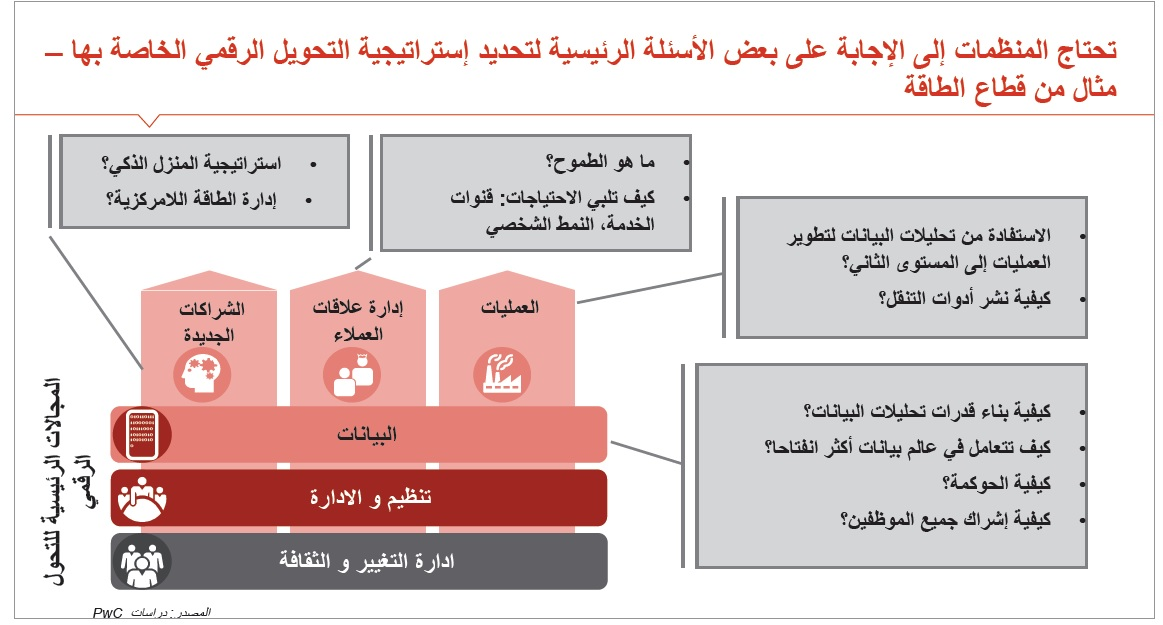 تحتاج المنظمات إلى الإجابة على بعض الأسئلة الرئيسية لتحديد إستراتيجية التحويل الرقمي الخاصة بها –
مثال من قطاع الطاقة
• ما هو الطموح؟
• كيف تلبي الاحتياجات: قنوات
الخدمة، النمط الشخصي
• استراتيجية المنزل الذكي؟
• إدارة الطاقة اللامركزية؟
• الاستفادة من تحليلات البيانات لتطوير
العمليات إلى المستوى الثاني؟
• كيفية نشر أدوات التنقل؟
العمليات
إدارة علاقات
العملاء
الشراكات
الجديدة
• كيفية بناء قدرات تحليلات البيانات؟
• كيف تتعامل في عالم بيانات أكثر انفتاحا؟
• كيفية الحوكمة؟
• كيفية إشراك جميع الموظفين؟
البيانات
تنظيم و الادارة
ادارة التغيير و الثقافة
المجالات الرئيسية للتحول
الرقمي
المصدر: دراسات PwC